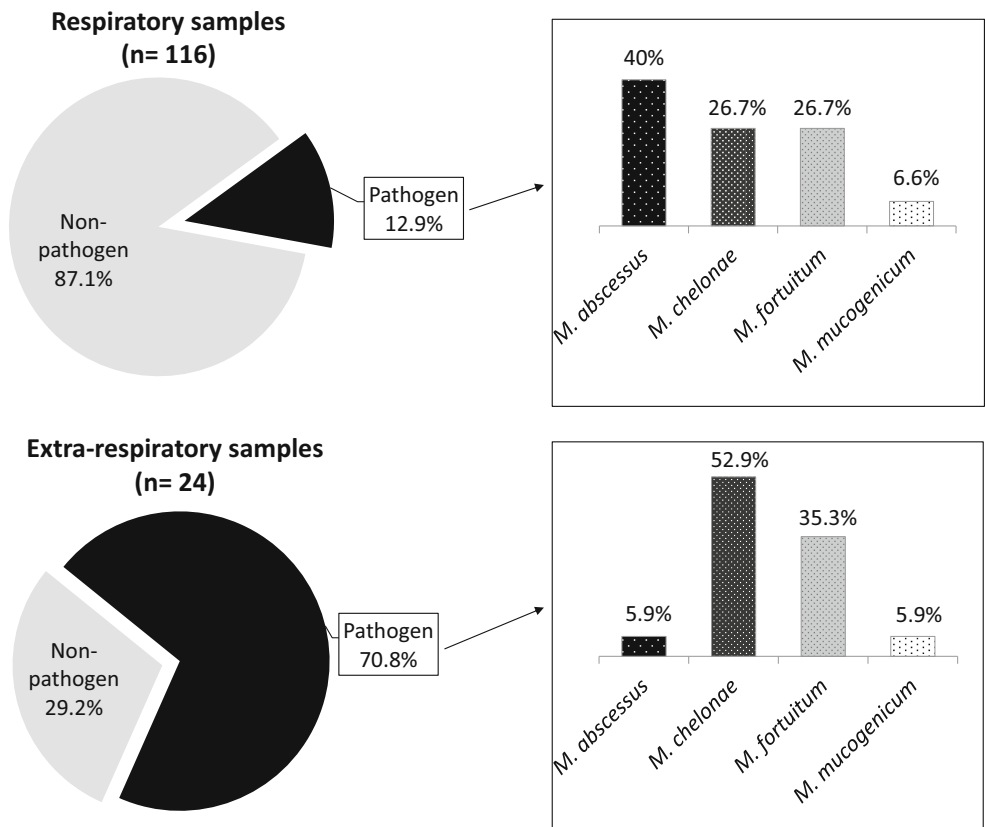 Respiratory samples
(n= 116)
Non-
pathogen
87.1%
Pathogen
12.9%
40%
26.7%
26.7%
6.6%
M. abscessus
M. chelonae
M. fortuitum
M. mucogenicum
Extra-respiratory samples
(n= 24)
Non-
pathogen
29.2%
Pathogen
70.8%
5.9%
52.9%
35.3%
5.9%
M. abscessus
M. chelonae
M. fortuitum
M. mucogenicum